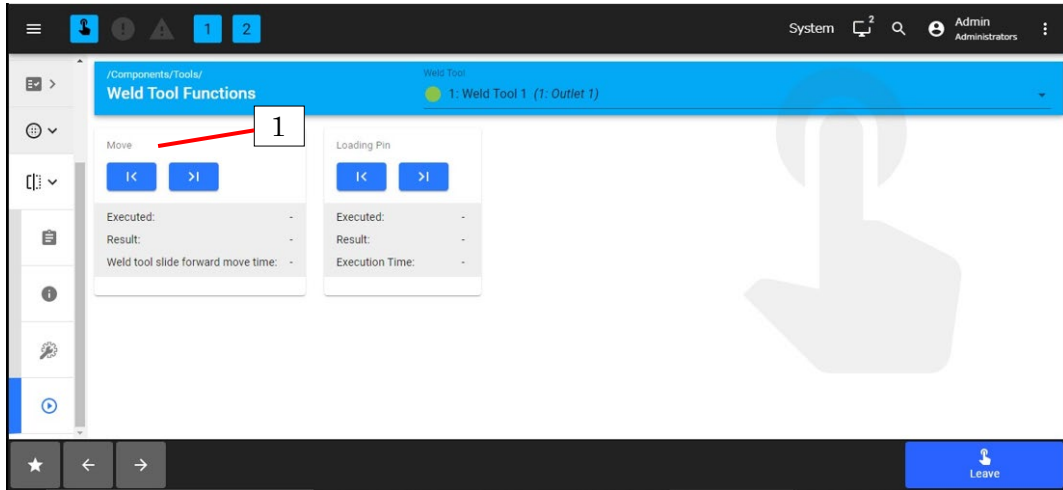 1
2
System
2
Admin
Administrators
/Components/Tools/
Weld Tool Functions
Weld Tool
1: Weld Tool 1 (1: Outlet 1)
1
Move
Executed: -
Result: -
Weld tool slide forward move time: -
Loading Pin
Executed: -
Result: -
Execution Time: -
Leave